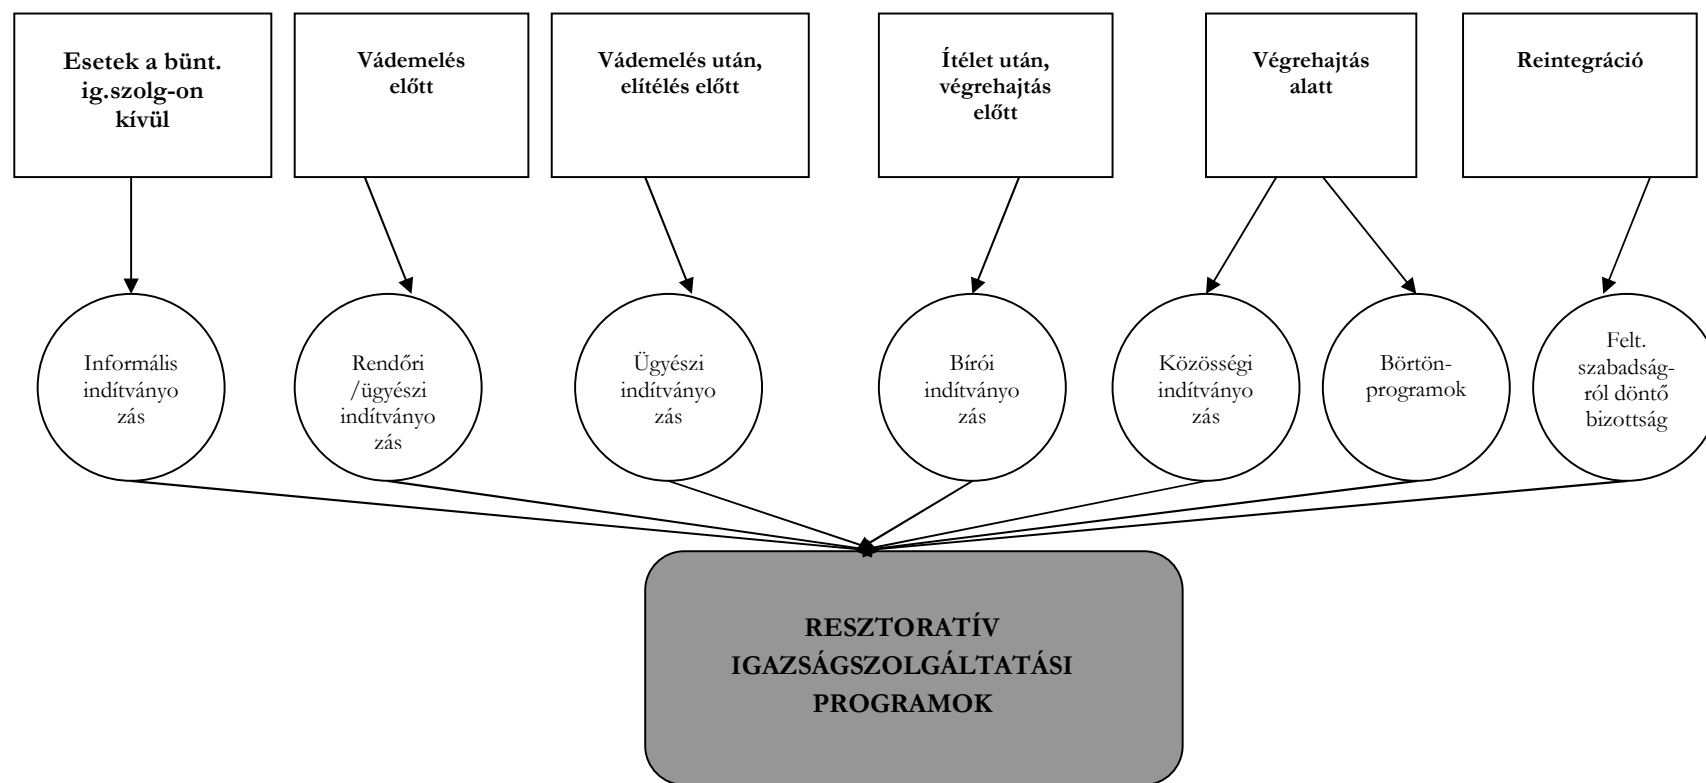 Esetek a bünt.
ig.szolg-on
kívül
Vádemelés
előtt
Vádemelés után,
elítélés előtt
Ítélet után,
végrehajtás
előtt
Végrehajtás
alatt
Reintegráció
Informális
indítványo
zás
Rendőri
/ügyészi
indítványo
zás
Ügyészi
indítványo
zás
Bírói
indítványo
zás
Közösségi
indítványo
zás
Börtön-
programok
Felt.
szabadság-
ról döntő
bizottság
RESZTORATÍV
IGAZSÁGSZOLGÁLTATÁSI
PROGRAMOK